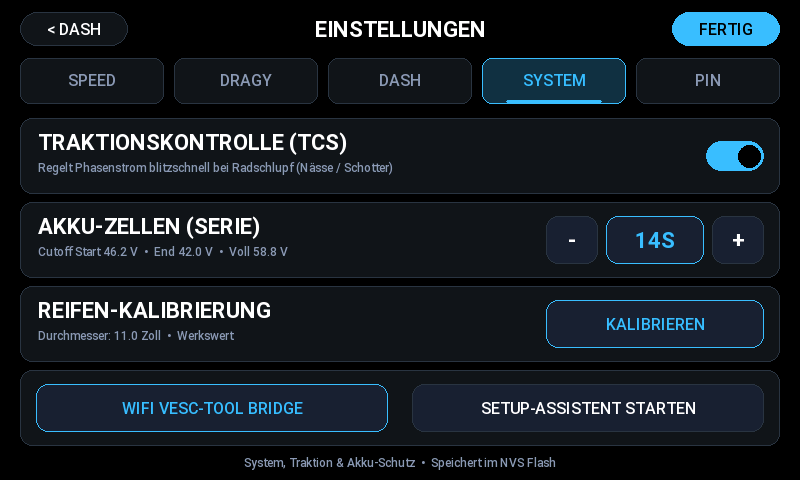 < DASH
EINSTELLUNGEN
FERTIG
SPEED
DRAGY
DASH
SYSTEM
PIN
TRAKTIONSKONTROLLE (TCS)
Regelt Phasenstrom blitzschnell bei Radschlupf (Nässe / Schotter)
AKKU-ZELLEN (SERIE)
Cutoff Start 46.2 V • End 42.0 V • Voll 58.8 V
-
14S
+
REIFEN-KALIBRIERUNG
Durchmesser: 11.0 Zoll • Werkswert
KALIBRIEREN
WIFI VESC-TOOL BRIDGE
SETUP-ASSISTENT STARTEN
System, Traktion & Akku-Schutz • Speichert im NVS Flash